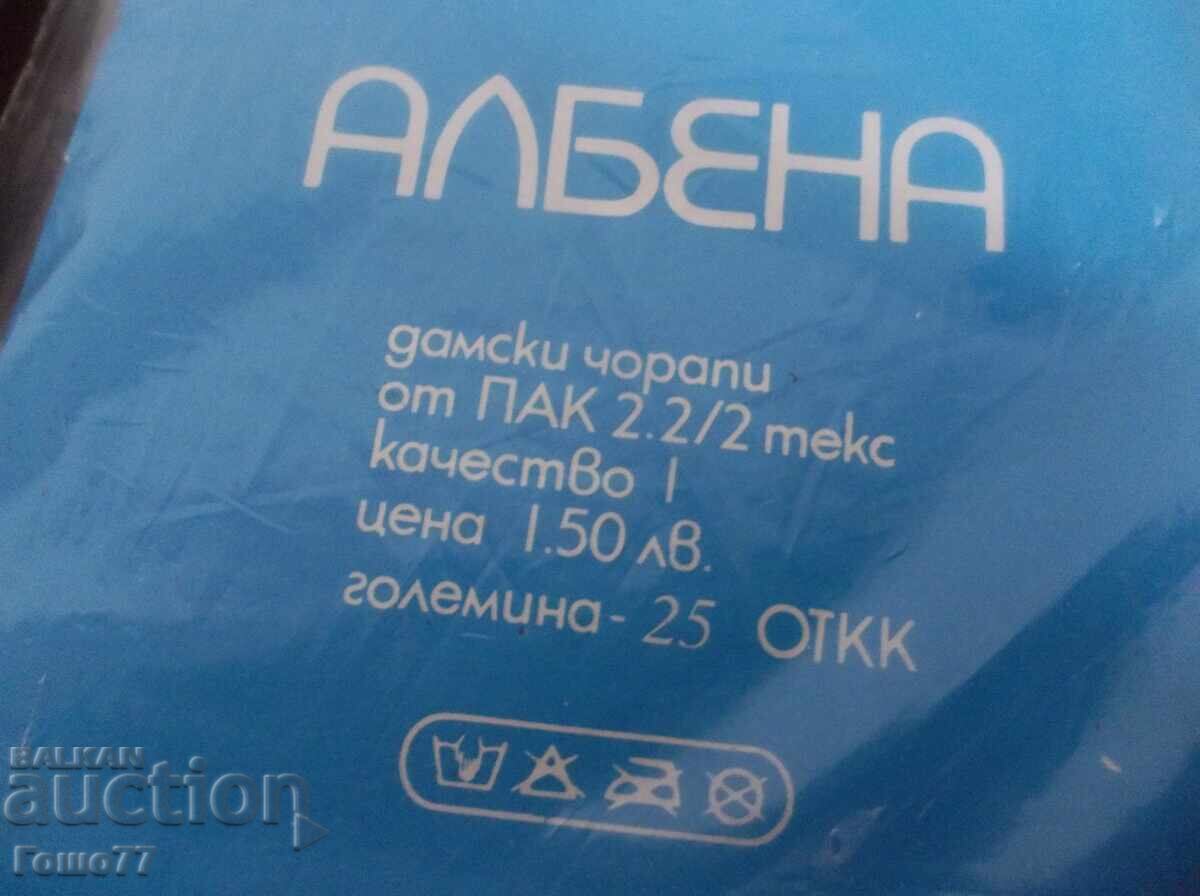 АЛБЕНА
дамски чорапи
от ПАК 2.2/2 текс
качество 1
цена 1.50 лв.
големина - 25 ОТКК
BALKAN
auction
Гошо77